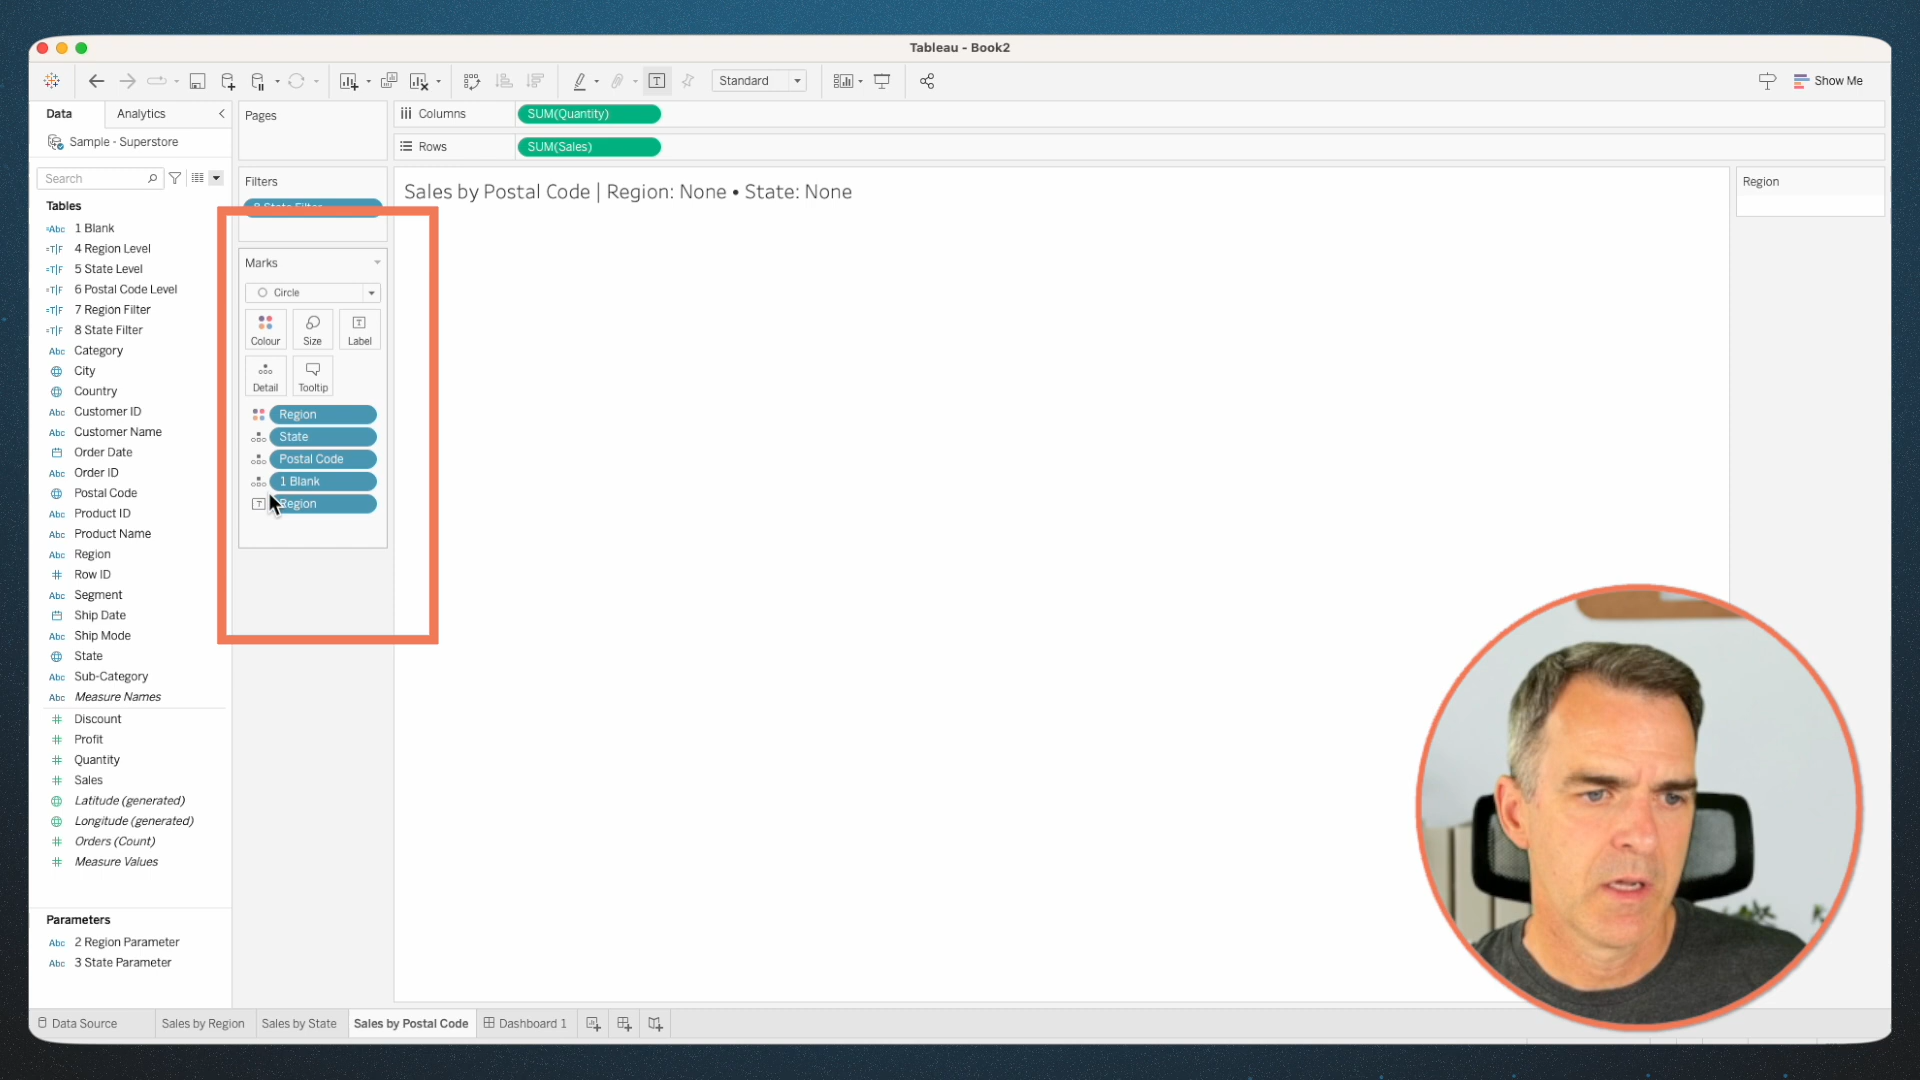 Tableau - Book2
Standard
Show Me
Data
Analytics
Sample - Superstore
Search
Tables
1 Blank
4 Region Level
5 State Level
6 Postal Code Level
7 Region Filter
8 State Filter
Category
City
Country
Customer ID
Customer Name
Order Date
Order ID
Postal Code
Product ID
Product Name
Region
Row ID
Segment
Ship Date
Ship Mode
State
Sub-Category
Measure Names
Discount
Profit
Quantity
Sales
Latitude (generated)
Longitude (generated)
Orders (Count)
Measure Values
Parameters
2 Region Parameter
3 State Parameter
Pages
Filters
8 State Filter
Marks
Circle
Colour
Size
Label
Detail
Tooltip
Region
State
Postal Code
1 Blank
Region
Columns
SUM(Quantity)
Rows
SUM(Sales)
Sales by Postal Code | Region: None • State: None
Region
Data Source
Sales by Region
Sales by State
Sales by Postal Code
Dashboard 1